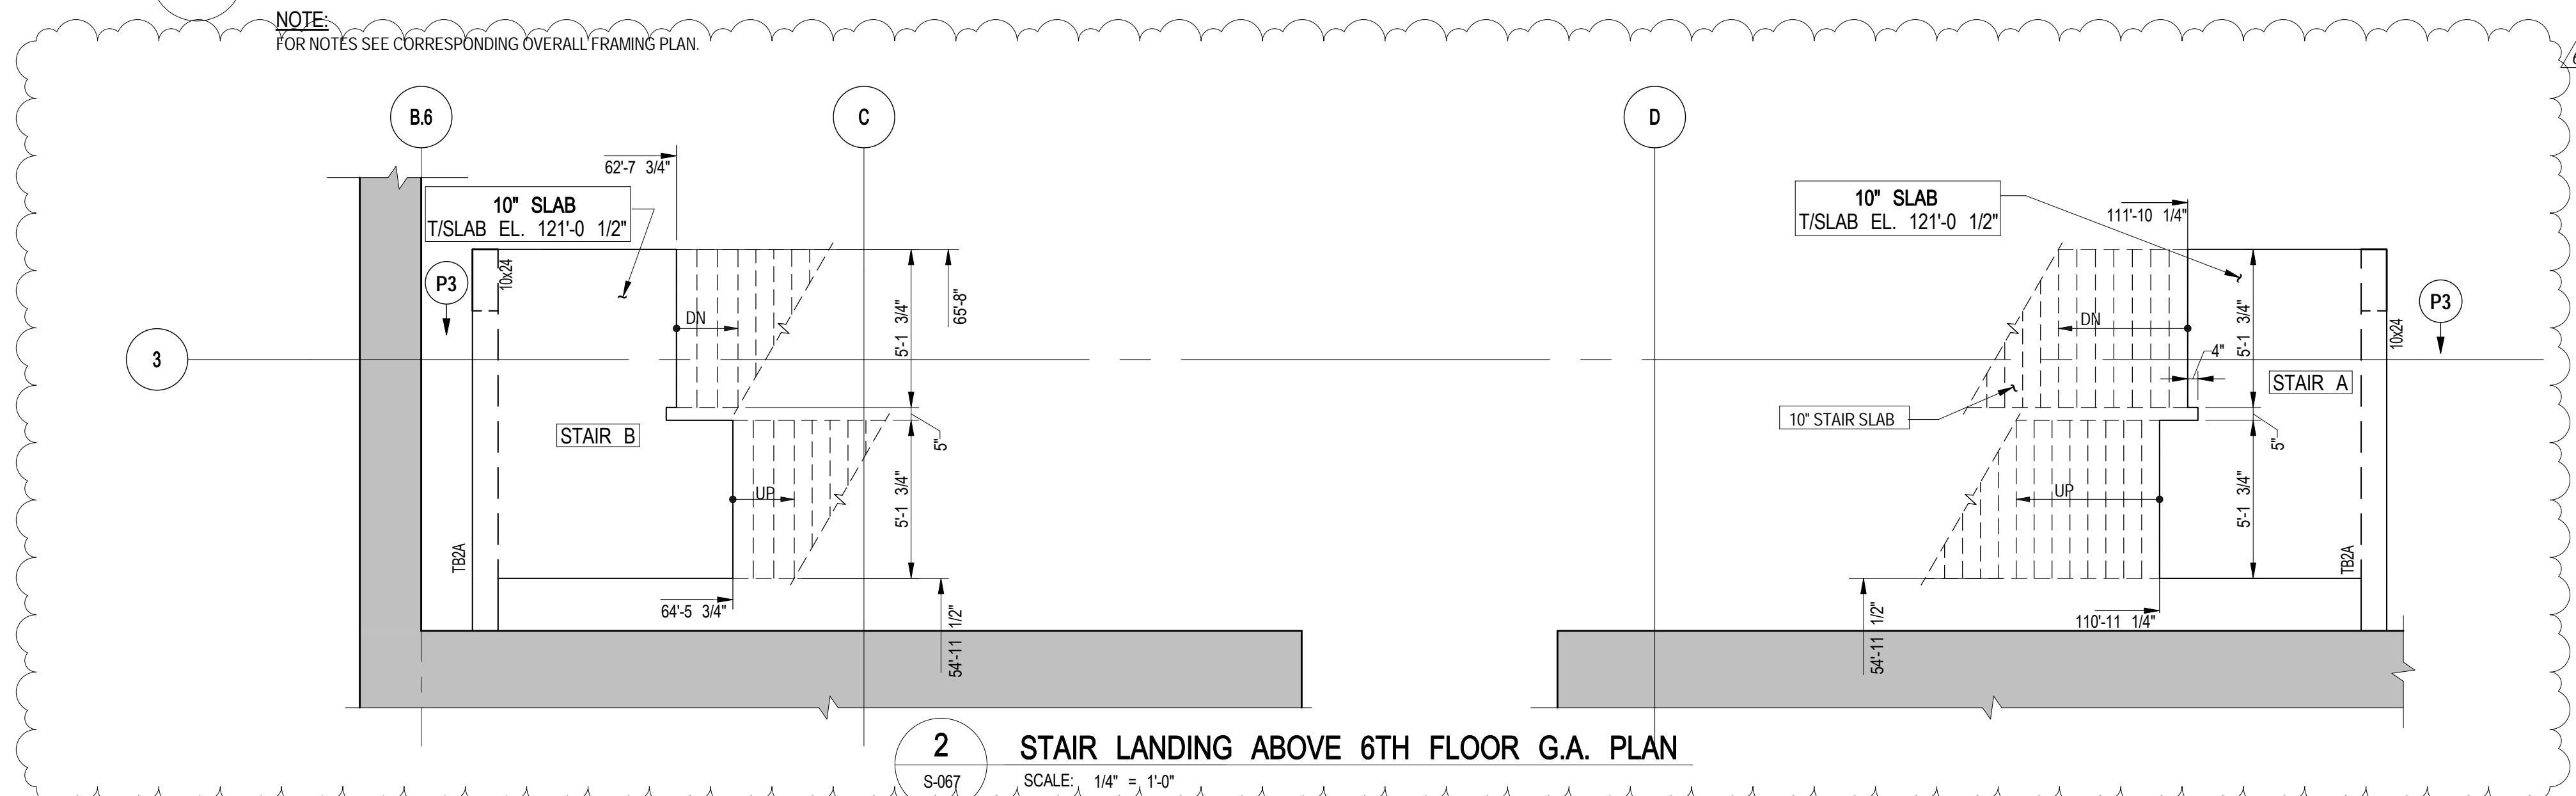 NOTE:
FOR NOTES SEE CORRESPONDING OVERALL FRAMING PLAN.
B.6
C
D
62'-7 3/4"
10" SLAB
T/SLAB EL. 121'-0 1/2"
10" SLAB
T/SLAB EL. 121'-0 1/2"
111'-10 1/4"
P3
10x24
DN
5'-1 3/4"
65'-8"
DN
5'-1 3/4"
P3
10x24
3
4"
STAIR A
STAIR B
5"
10" STAIR SLAB
5"
UP
5'-1 3/4"
UP
5'-1 3/4"
TB2A
TB2A
64'-5 3/4"
54'-11 1/2"
54'-11 1/2"
110'-11 1/4"
2
S-067
STAIR LANDING ABOVE 6TH FLOOR G.A. PLAN
SCALE: 1/4" = 1'-0"